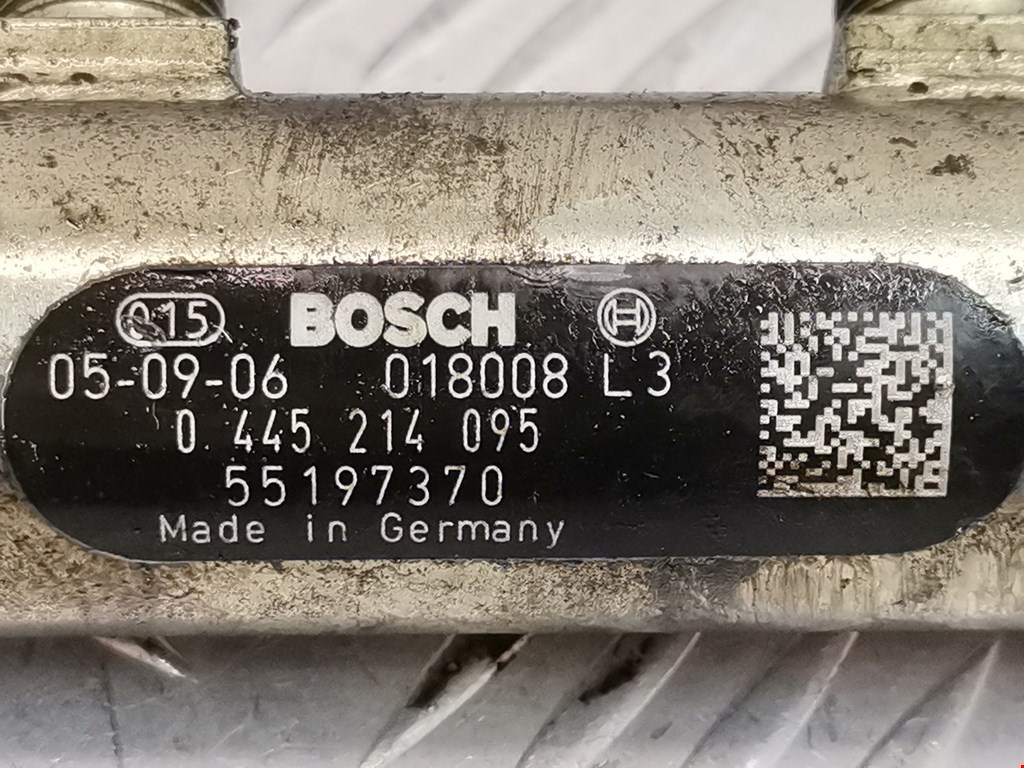 015 BOSCH
05-09-06 018008 L3
0 445 214 095
55197370
Made in Germany